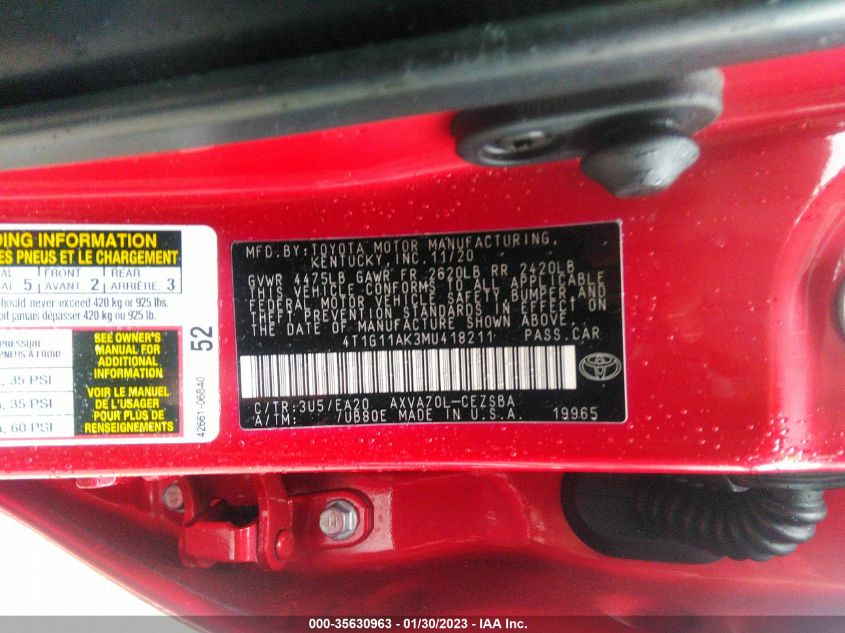 DING INFORMATION
ES PNEUS ET LE CHARGEMENT
AL 5 FRONT AVANT: 2 REAR ARRIÈRE: 3
should never exceed 420 kg or 925 lbs.
oit jamais dépasser 420 kg ou 925 lb.
35 PSI
35 PSI
60 PSI
SEE OWNER'S
MANUAL FOR
ADDITIONAL
INFORMATION
VOIR LE MANUEL
DE L'USAGER
POUR PLUS DE
RENSEIGNEMENTS
52
42661-06840
MFD. BY: TOYOTA MOTOR MANUFACTURING,
KENTUCKY, INC. 11/20
GVWR 4475LB GAWR FR 2620LB RR 2420LB
THIS VEHICLE CONFORMS TO ALL APPLICABLE
FEDERAL MOTOR VEHICLE SAFETY, BUMPER, AND
THEFT PREVENTION STANDARDS IN EFFECT ON
THE DATE OF MANUFACTURE SHOWN ABOVE.
4T1G11AK3MU418211 PASS. CAR
C/TR: 3U5/EA20 AXVA70L-CEZSBA
A/TM: /UB80E MADE IN U.S.A. 19965
000-35630963 - 01/30/2023 - IAA Inc.